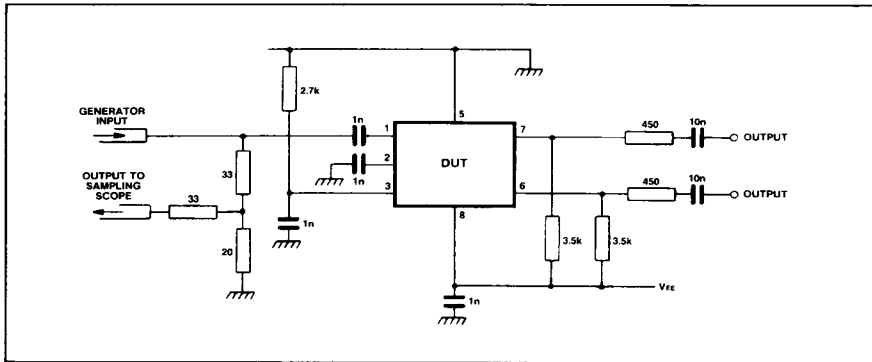 2.7k
GENERATOR
INPUT
1n
1
5
7
450
10n
OUTPUT
33
2
1n
DUT
OUTPUT TO
SAMPLING
SCOPE
33
3
6
450
10n
OUTPUT
8
1n
20
3.5k
3.5k
1n
VEE